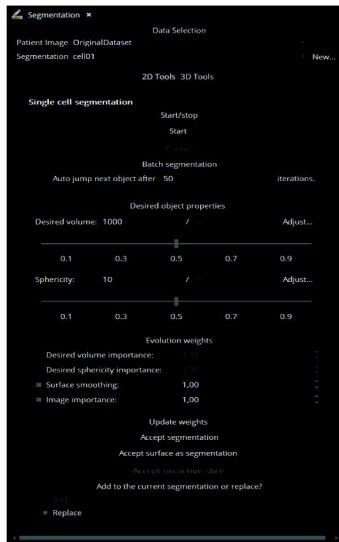 Segmentation ×
Data Selection
Patient Image OriginalDataset
Segmentation cell01 New...
2D Tools 3D Tools
Single cell segmentation
Start/stop
Start
Cancel
Batch segmentation
Auto jump next object after 50 iterations.
Desired object properties
Desired volume: 1000 / Adjust...
0.1 0.3 0.5 0.7 0.9
Sphericity: 10 / Adjust...
0.1 0.3 0.5 0.7 0.9
Evolution weights
Desired volume importance: 1,00
Desired sphericity importance: 1,00
Surface smoothing: 1,00
Image importance: 1,00
Update weights
Accept segmentation
Accept surface as segmentation
Accept on active slice
Add to the current segmentation or replace?
Add
Replace